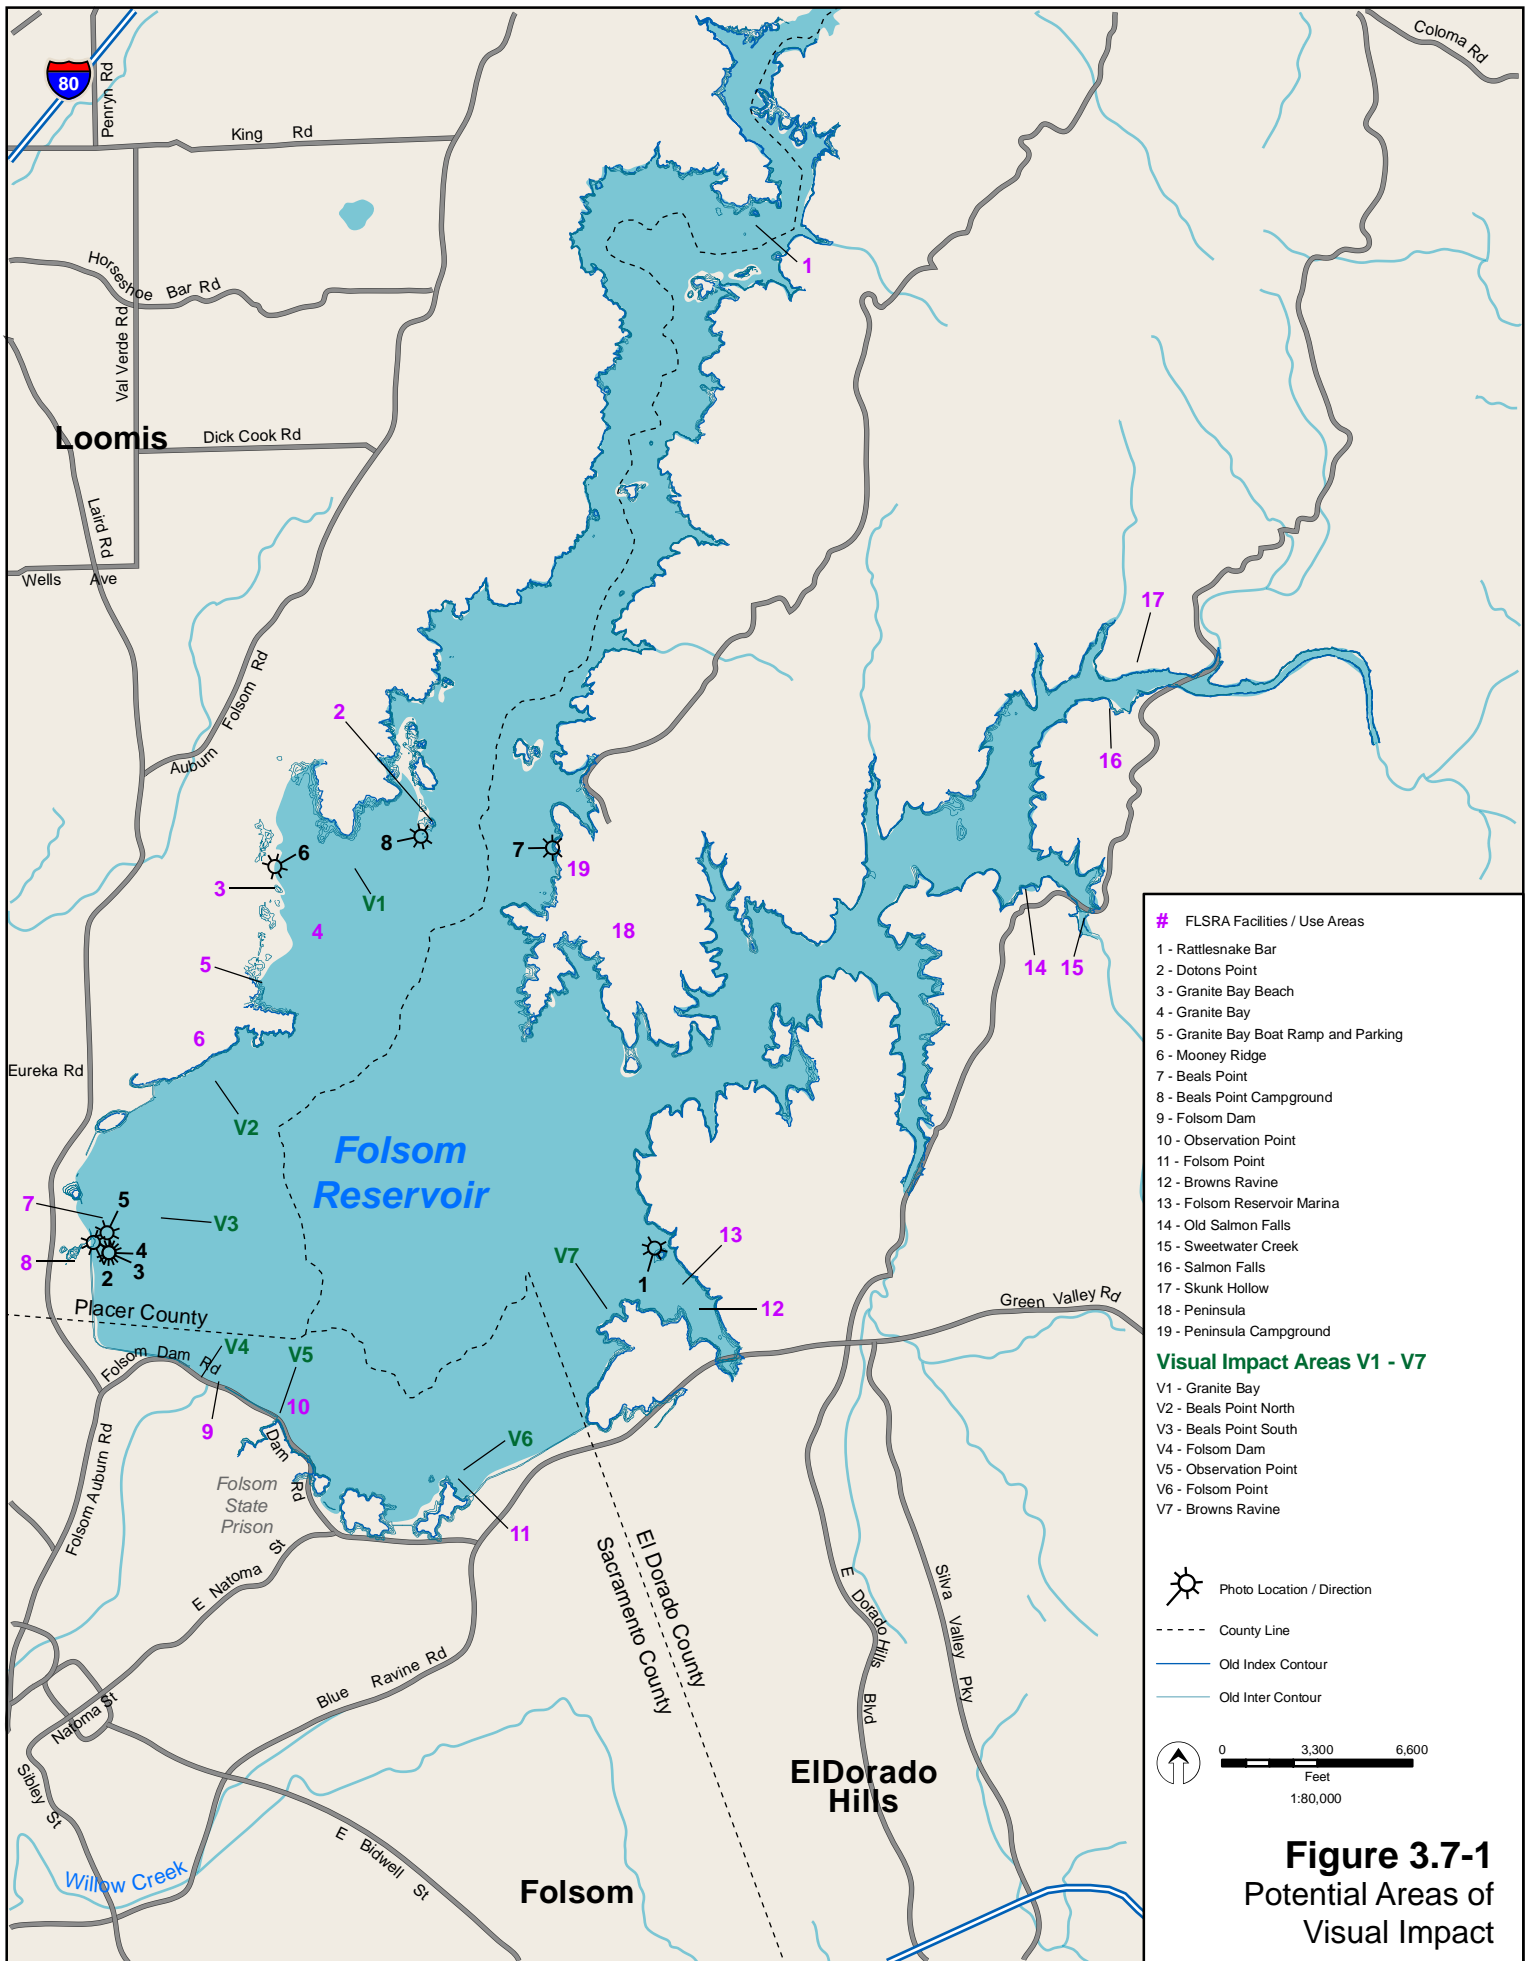 80
Penryn Rd
King Rd
Coloma Rd
Horseshoe Bar Rd
Val Verde Rd
1
Loomis
Dick Cook Rd
Laird Rd
Wells Ave
17
Auburn Folsom Rd
2
16
8
7
6
19
3
V1
4
18
5
14
15
6
Eureka Rd
V2
Folsom
Reservoir
7
5
V3
4
8
3
2
V7
1
13
12
Placer County
Green Valley Rd
Folsom Dam Rd
V4
V5
10
9
Dam Rd
V6
11
Folsom Auburn Rd
Folsom
State
Prison
E Natoma St
El Dorado County
Sacramento County
E Dorado Hills Blvd
Silva Valley Pky
Blue Ravine Rd
Natoma St
Sibley St
E Bidwell St
Willow Creek
ElDorado
Hills
Folsom
# FLSRA Facilities / Use Areas
1 - Rattlesnake Bar
2 - Dotons Point
3 - Granite Bay Beach
4 - Granite Bay
5 - Granite Bay Boat Ramp and Parking
6 - Mooney Ridge
7 - Beals Point
8 - Beals Point Campground
9 - Folsom Dam
10 - Observation Point
11 - Folsom Point
12 - Browns Ravine
13 - Folsom Reservoir Marina
14 - Old Salmon Falls
15 - Sweetwater Creek
16 - Salmon Falls
17 - Skunk Hollow
18 - Peninsula
19 - Peninsula Campground
Visual Impact Areas V1 - V7
V1 - Granite Bay
V2 - Beals Point North
V3 - Beals Point South
V4 - Folsom Dam
V5 - Observation Point
V6 - Folsom Point
V7 - Browns Ravine
Photo Location / Direction
County Line
Old Index Contour
Old Inter Contour
0 3,300 6,600
Feet
1:80,000
Figure 3.7-1
Potential Areas of
Visual Impact